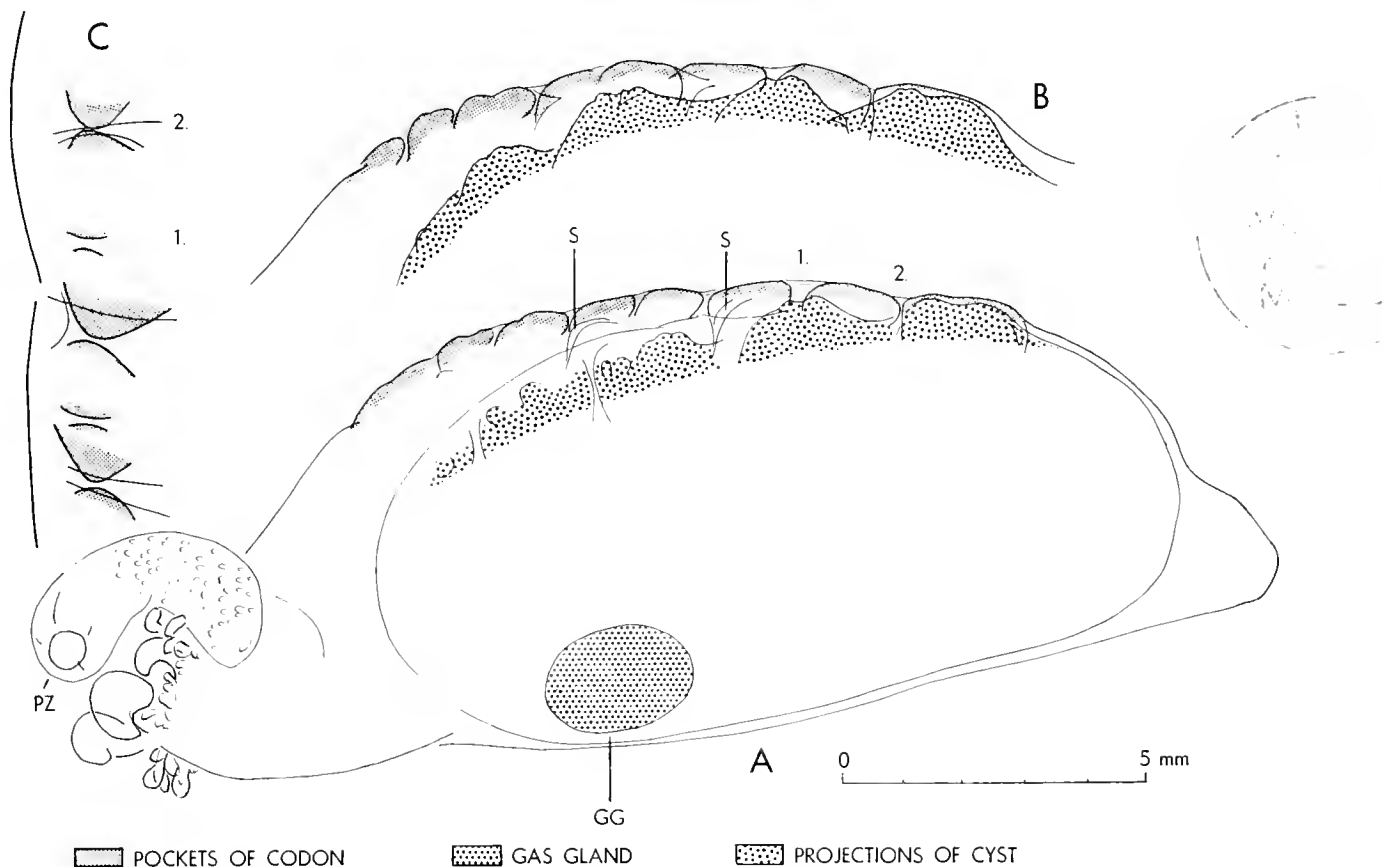 C
2.
B
1.
S
S
1.
2.
PZ
A
0
5 mm
GG
POCKETS OF CODON
GAS GLAND
PROJECTIONS OF CYST